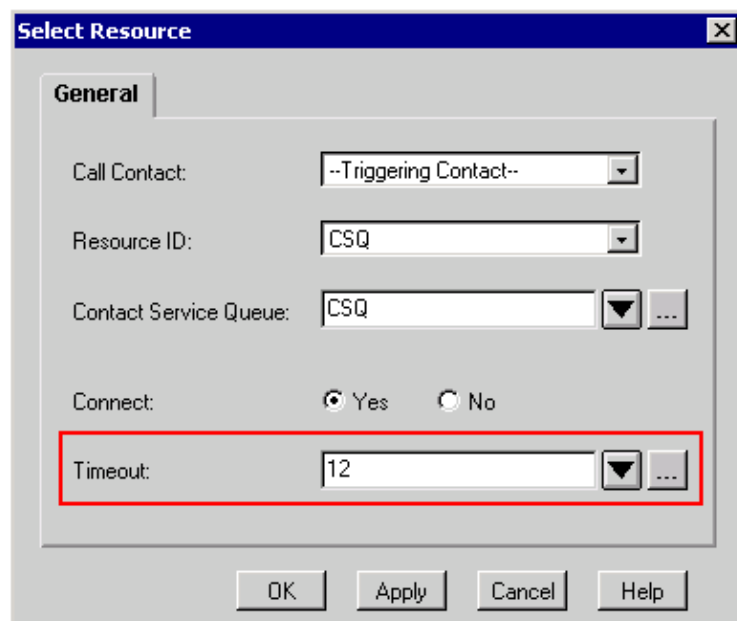 Select Resource
General
Call Contact: --Triggering Contact--
Resource ID: CSQ
Contact Service Queue: CSQ ...
Connect: Yes No
Timeout: 12 ...
OK Apply Cancel Help